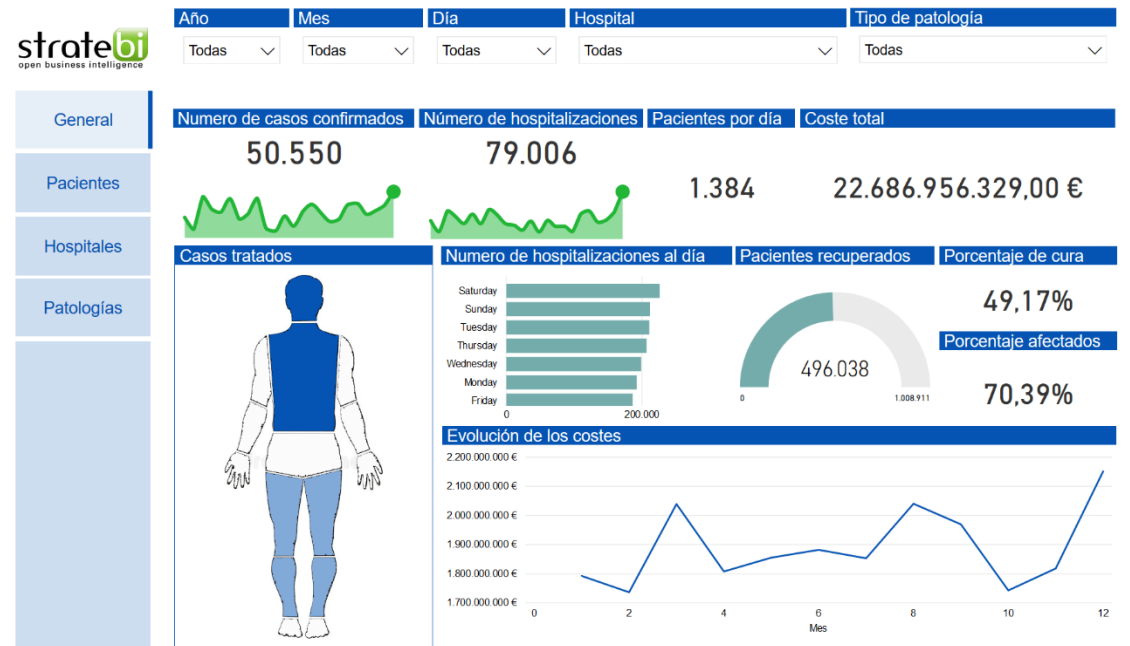 stratebi
open business intelligence
Año
Mes
Día
Hospital
Tipo de patología
Todas
Todas
Todas
Todas
Todas
General
Pacientes
Hospitales
Patologías
Numero de casos confirmados
Número de hospitalizaciones
Pacientes por día
Coste total
50.550
79.006
1.384
22.686.956.329,00 €
Casos tratados
Numero de hospitalizaciones al día
Saturday
Sunday
Tuesday
Thursday
Wednesday
Monday
Friday
0
200.000
Pacientes recuperados
496.038
0
1.008.911
Porcentaje de cura
49,17%
Porcentaje afectados
70,39%
Evolución de los costes
2.200.000.000 €
2.100.000.000 €
2.000.000.000 €
1.900.000.000 €
1.800.000.000 €
1.700.000.000 €
0
2
4
6
8
10
12
Mes